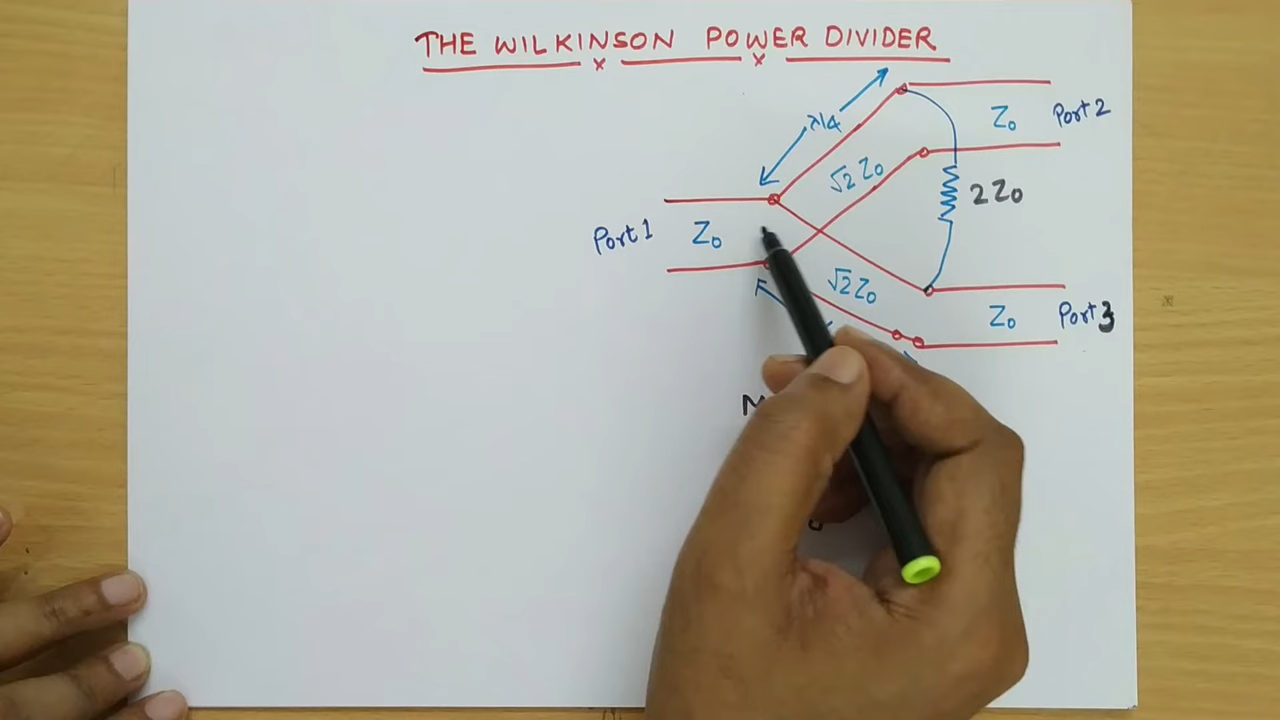 THE WILKINSON POWER DIVIDER
λ/4
Z₀
Port 2
√2 Z₀
2Z₀
Port 1
Z₀
√2 Z₀
Z₀
Port 3